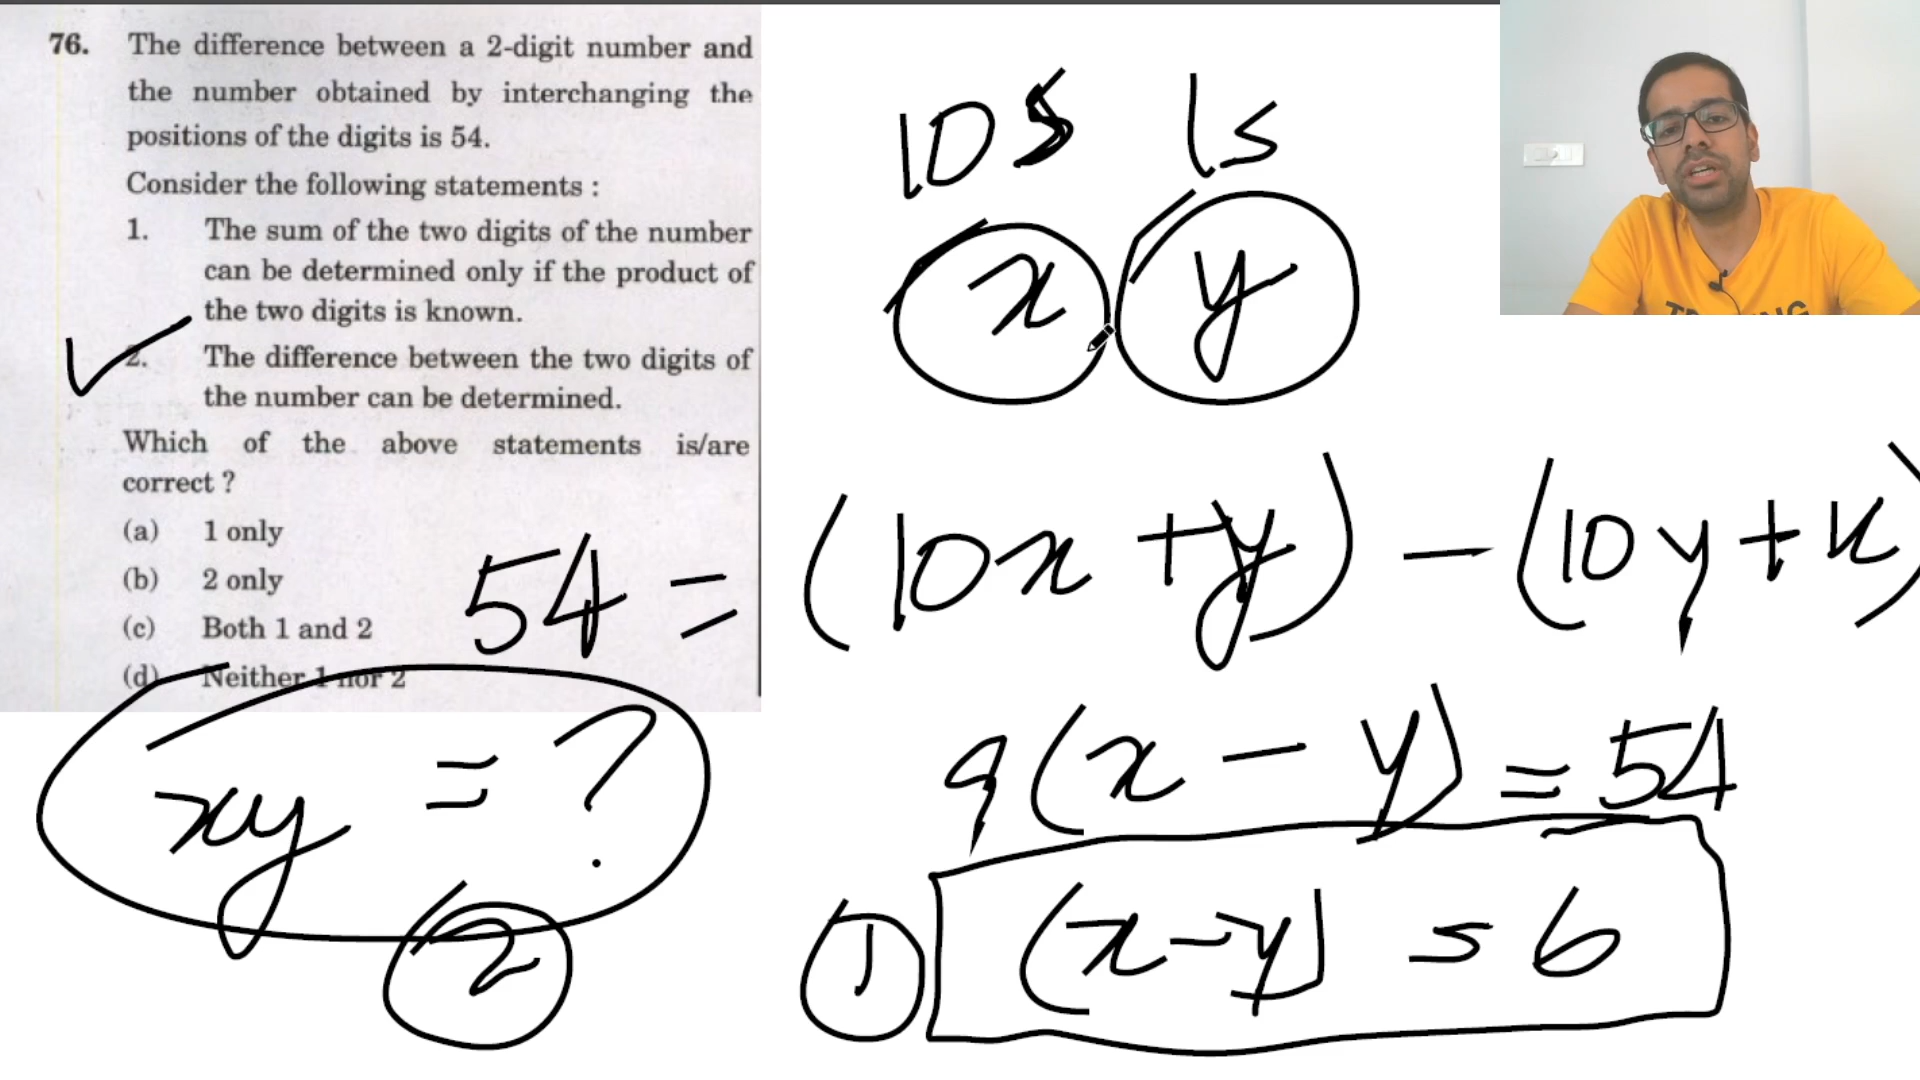 76. The difference between a 2-digit number and
the number obtained by interchanging the
positions of the digits is 54.
Consider the following statements :
1. The sum of the two digits of the number
can be determined only if the product of
the two digits is known.
2. The difference between the two digits of
the number can be determined.
Which of the above statements is/are
correct ?
(a) 1 only
(b) 2 only
(c) Both 1 and 2
(d) Neither 1 nor 2
10s 1s
x y
54 = (10x + y) - (10y + x)
9(x - y) = 54
① (x - y) = 6
xy = ?
②